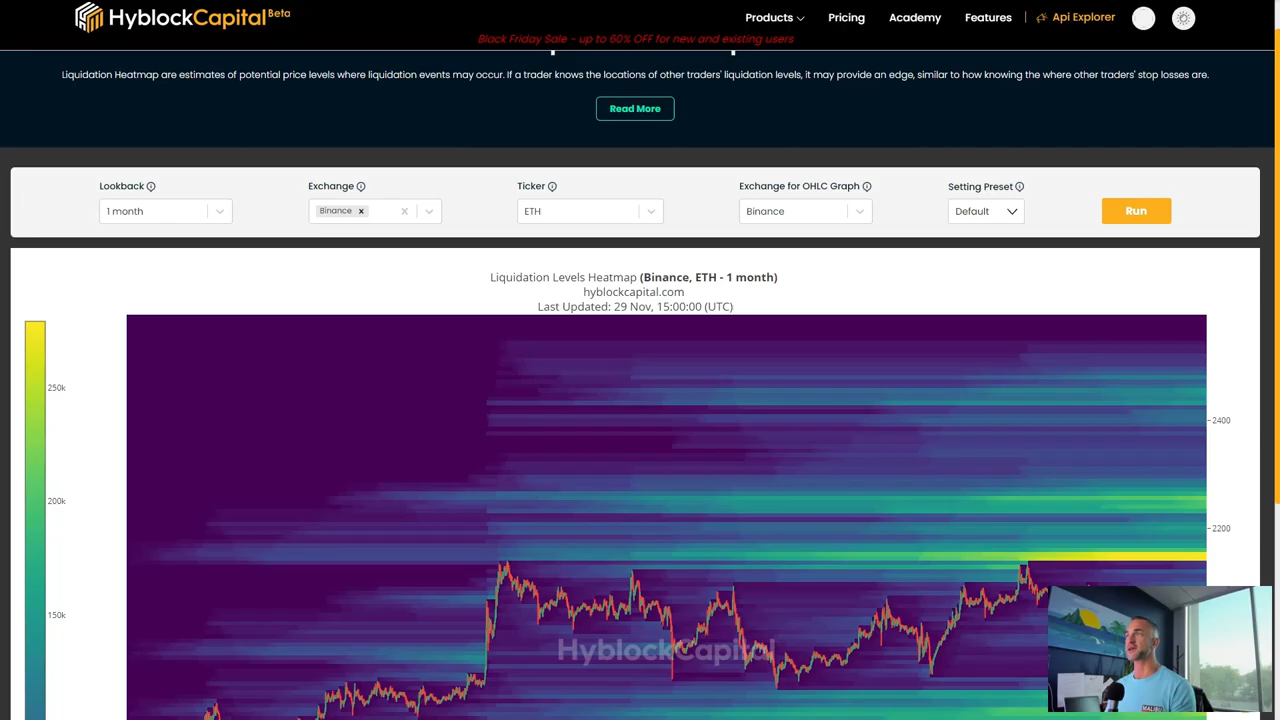 HyblockCapital Beta
Products
Pricing
Academy
Features
Api Explorer
Black Friday Sale - up to 60% OFF for new and existing users
Liquidation Heatmap are estimates of potential price levels where liquidation events may occur. If a trader knows the locations of other traders' liquidation levels, it may provide an edge, similar to how knowing the where other traders' stop losses are.
Read More
Lookback
Exchange
Ticker
Exchange for OHLC Graph
Setting Preset
1 month
Binance x
ETH
Binance
Default
Run
Liquidation Levels Heatmap (Binance, ETH - 1 month)
hyblockcapital.com
Last Updated: 29 Nov, 15:00:00 (UTC)
250k
200k
150k
2400
2200
HyblockCapital
MALIBU